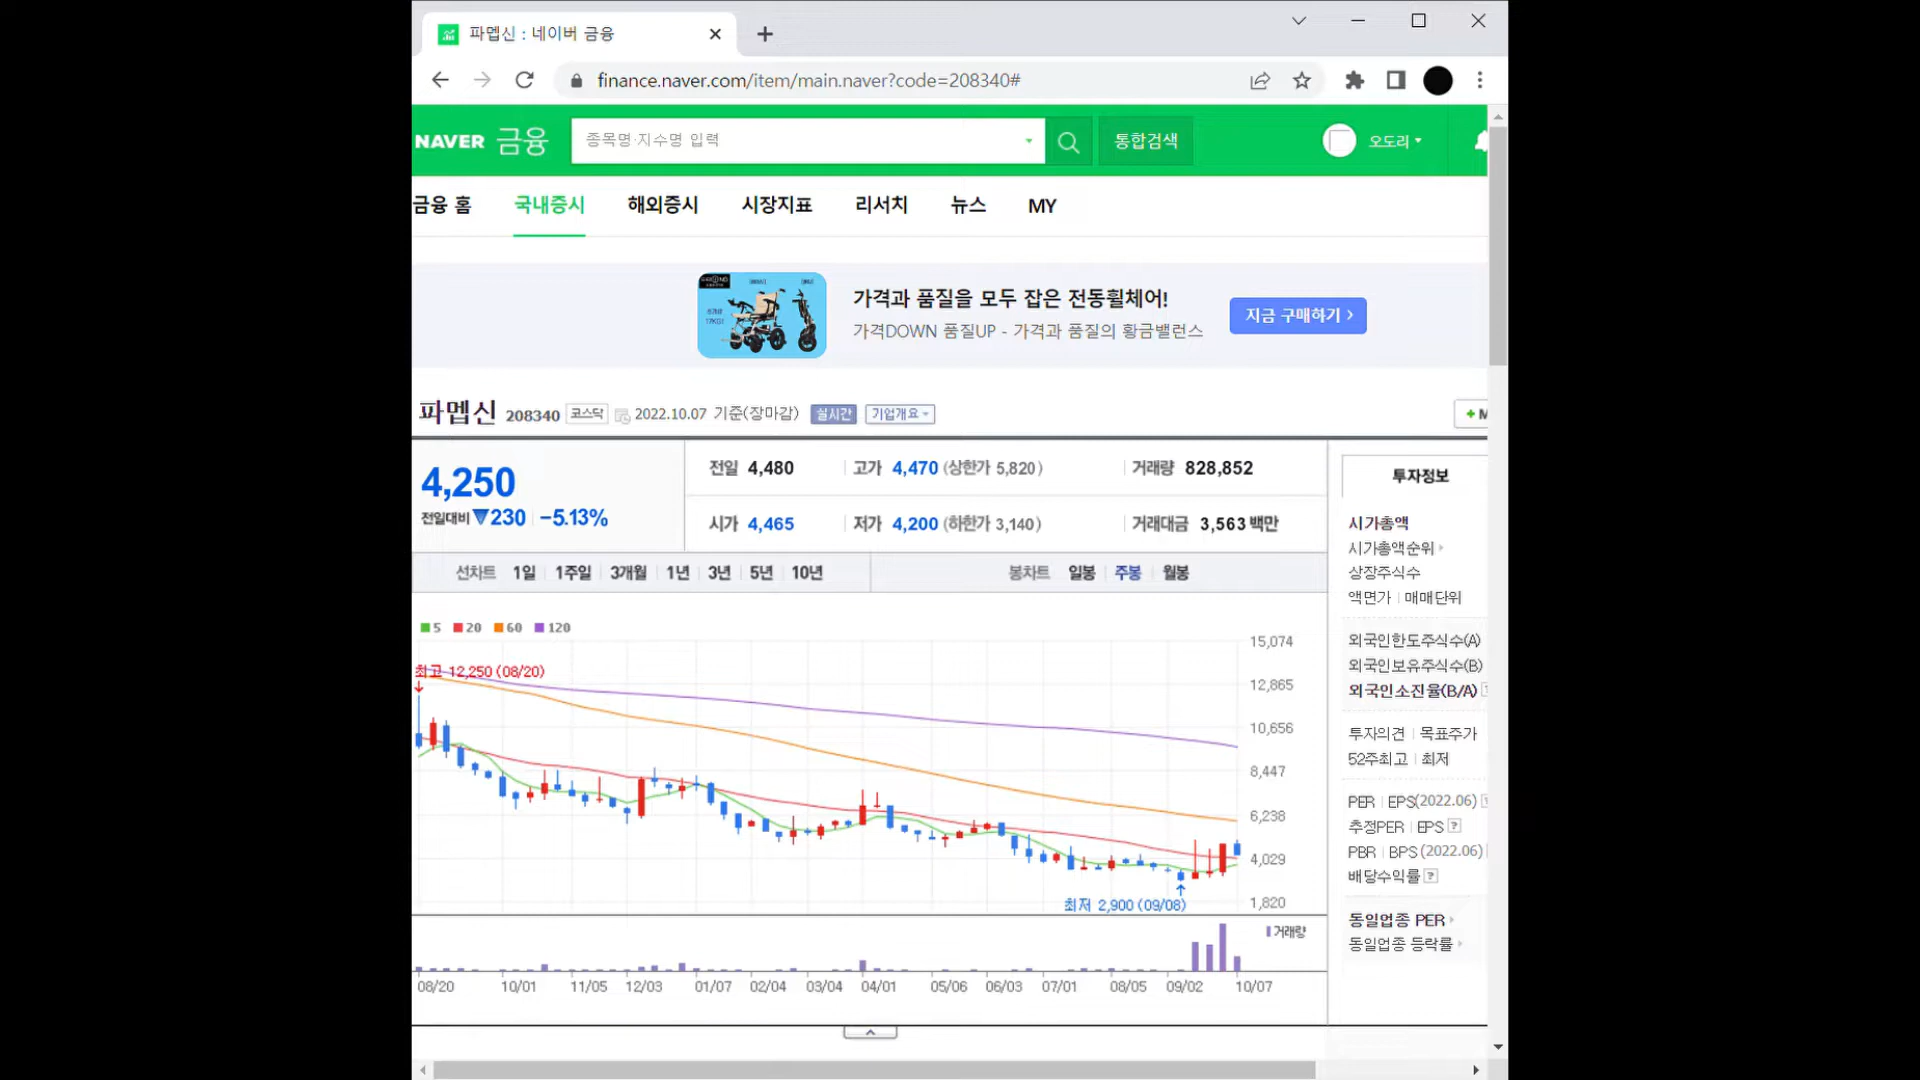 파멥신 : 네이버 금융
finance.naver.com/item/main.naver?code=208340#
NAVER 금융
종목명·지수명 입력
통합검색
오도리
금융 홈 국내증시 해외증시 시장지표 리서치 뉴스 MY
가격과 품질을 모두 잡은 전동휠체어!
가격DOWN 품질UP - 가격과 품질의 황금밸런스
지금 구매하기 >
파멥신 208340 코스닥 2022.10.07 기준(장마감) 실시간 기업개요
+ M
4,250
전일대비 ▼230 -5.13%
전일 4,480 고가 4,470 (상한가 5,820) 거래량 828,852
시가 4,465 저가 4,200 (하한가 3,140) 거래대금 3,563 백만
선차트 1일 1주일 3개월 1년 3년 5년 10년 봉차트 일봉 주봉 월봉
5 20 60 120
최고 12,250 (08/20)
15,074
12,865
10,656
8,447
6,238
4,029
1,820
최저 2,900 (09/08)
거래량
08/20 10/01 11/05 12/03 01/07 02/04 03/04 04/01 05/06 06/03 07/01 08/05 09/02 10/07
투자정보
시가총액
시가총액순위
상장주식수
액면가 매매단위
외국인한도주식수(A)
외국인보유주식수(B)
외국인소진율(B/A)
투자의견 목표주가
52주최고 최저
PER EPS(2022.06)
추정PER EPS ?
PBR BPS (2022.06)
배당수익률 ?
동일업종 PER
동일업종 등락률